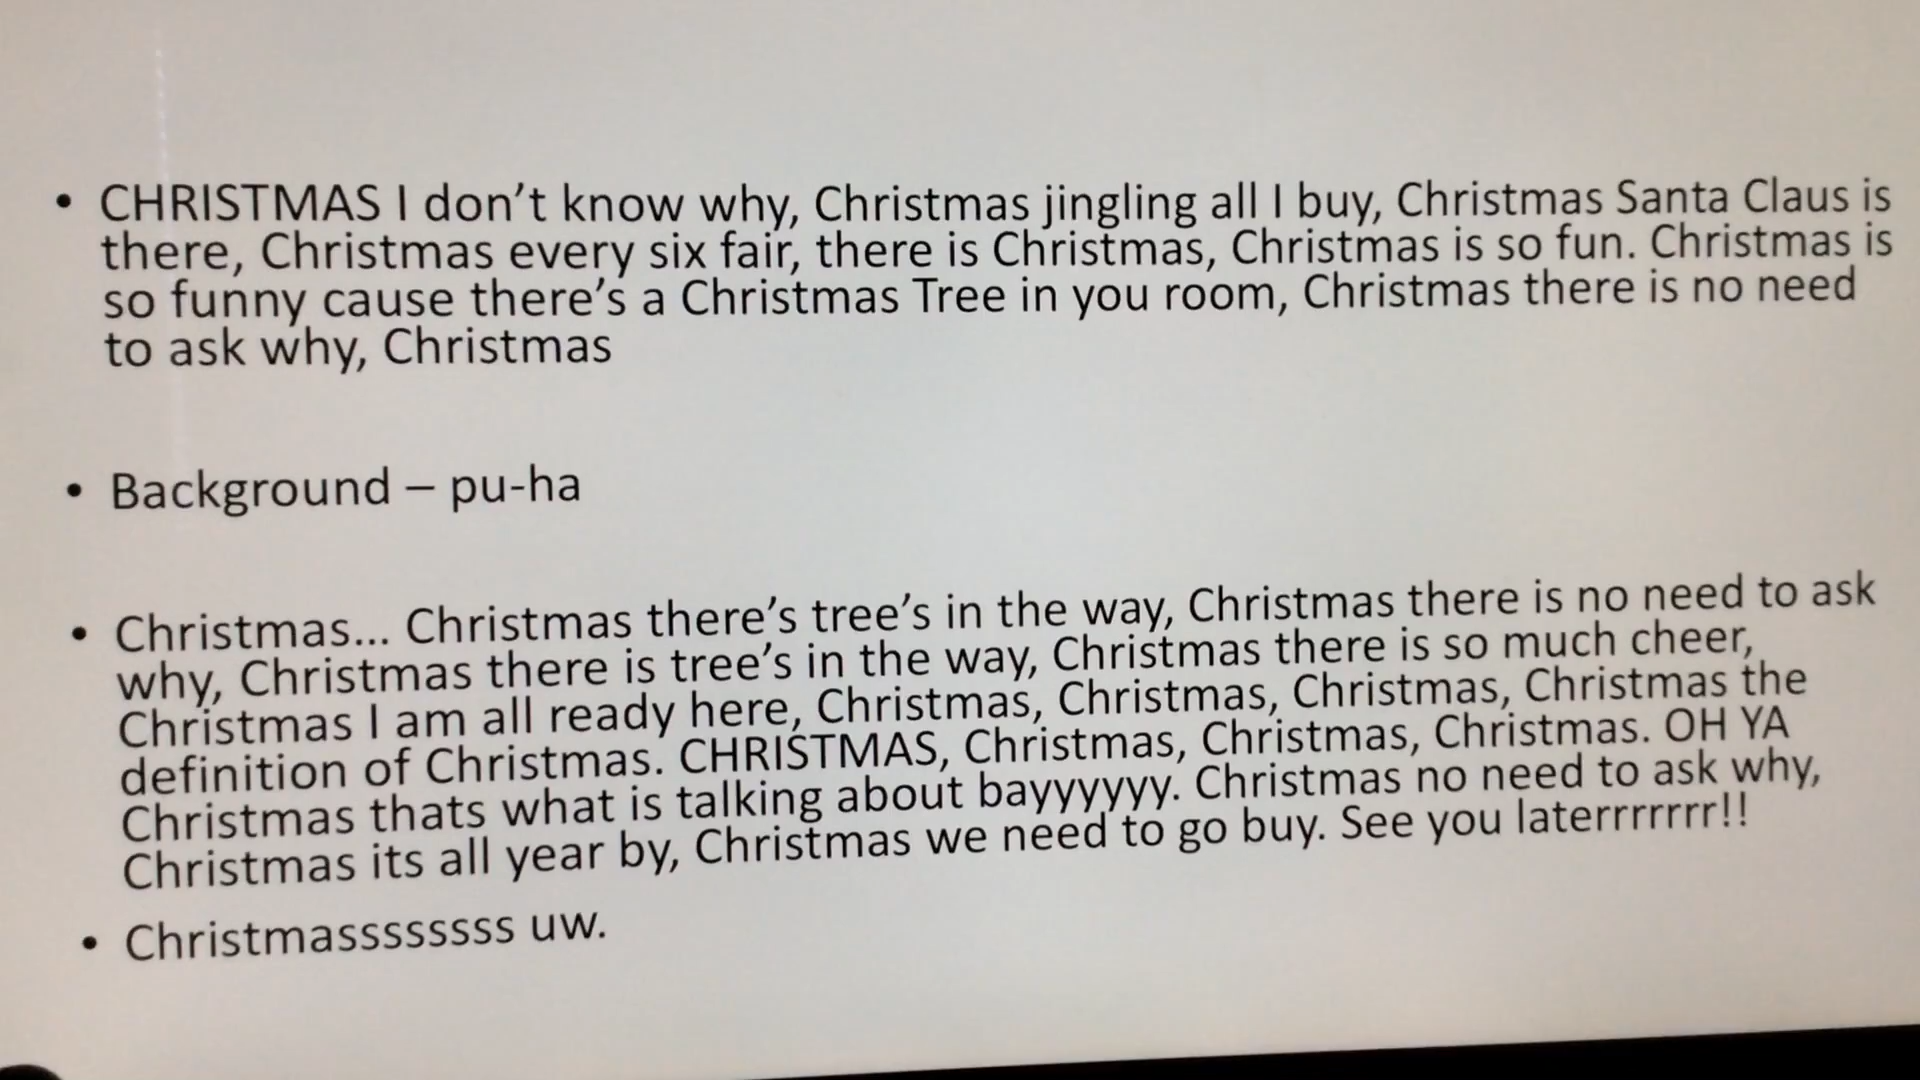 • CHRISTMAS I don’t know why, Christmas jingling all I buy, Christmas Santa Claus is
there, Christmas every six fair, there is Christmas, Christmas is so fun. Christmas is
so funny cause there’s a Christmas Tree in you room, Christmas there is no need
to ask why, Christmas
• Background – pu-ha
• Christmas... Christmas there’s tree’s in the way, Christmas there is no need to ask
why, Christmas there is tree’s in the way, Christmas there is so much cheer,
Christmas I am all ready here, Christmas, Christmas, Christmas, Christmas the
definition of Christmas. CHRISTMAS, Christmas, Christmas, Christmas. OH YA
Christmas thats what is talking about bayyyyyy. Christmas no need to ask why,
Christmas its all year by, Christmas we need to go buy. See you laterrrrrrr!!
• Christmassssssss uw.